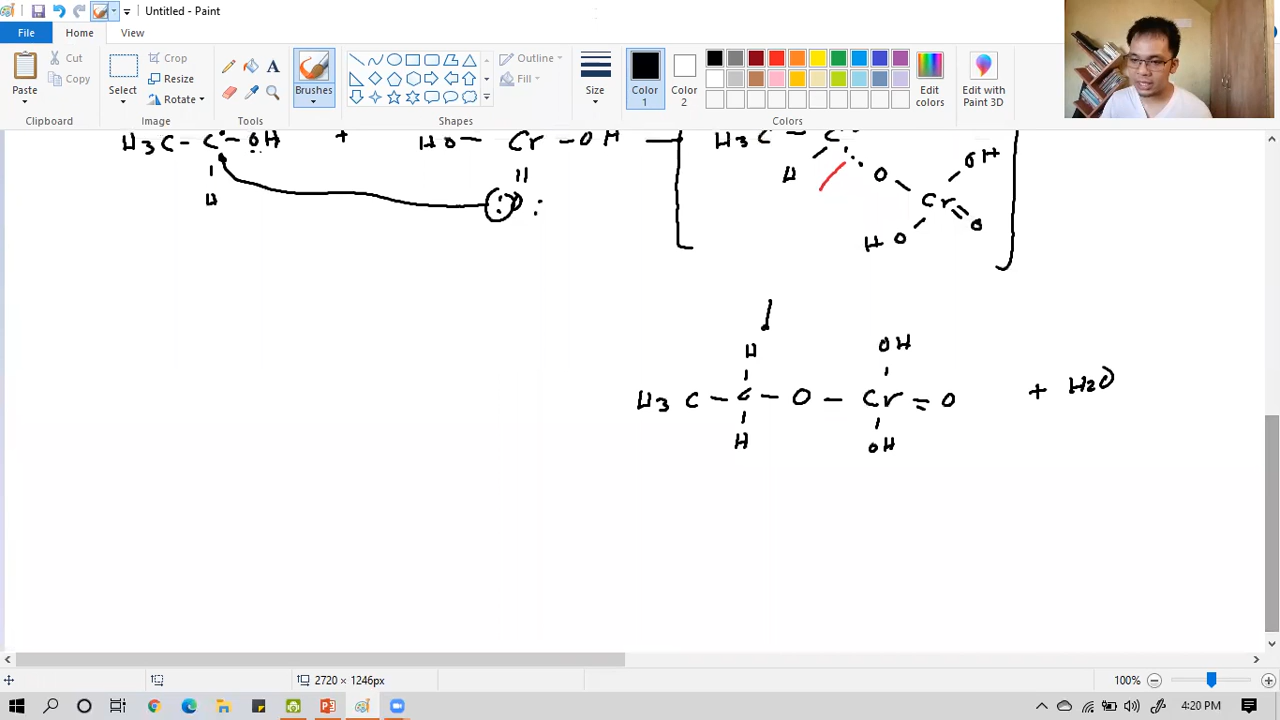 Untitled - Paint
File Home View
Paste Cut Copy Clipboard
Select Crop Resize Rotate Image
A Tools
Brushes
Outline Fill Shapes
Size
Color 1 Color 2 Edit colors Edit with Paint 3D Colors
H3C - C - OH + HO - Cr - OH H3C - C
H || H O OH
H Cr = O
HO
H OH
H3C - C - O - Cr = O + H2O
H OH
2720 × 1246px 100%
4:20 PM